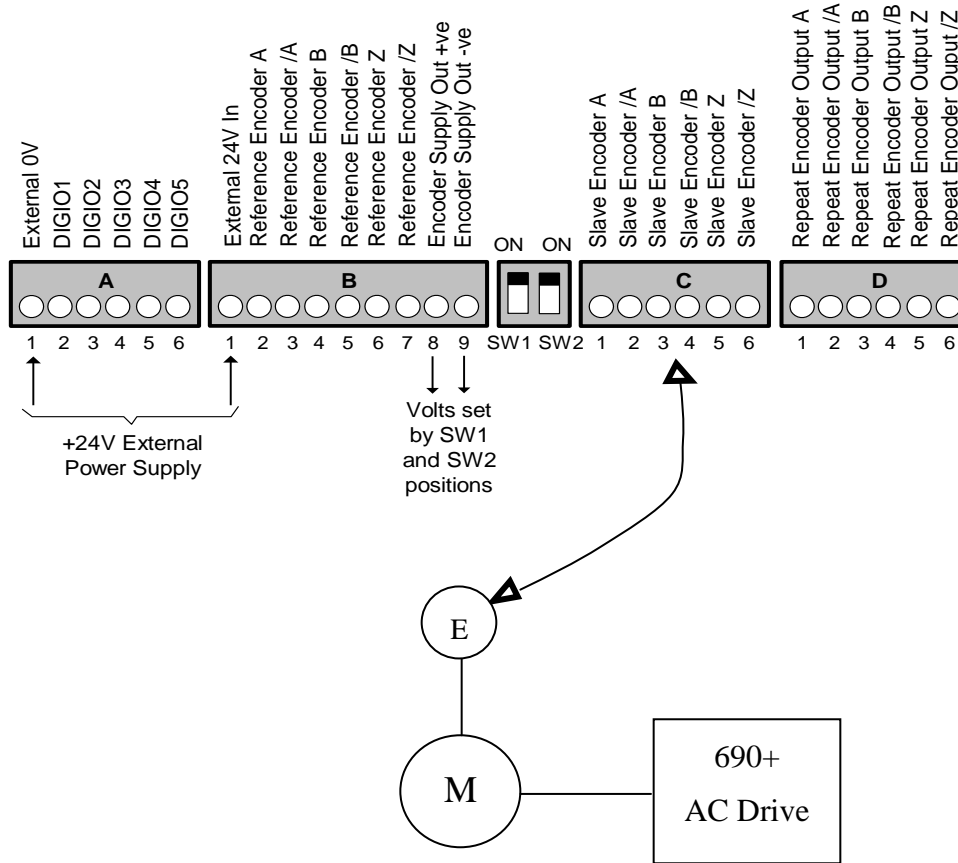 External 0V
DIGIO1
DIGIO2
DIGIO3
DIGIO4
DIGIO5
External 24V In
Reference Encoder A
Reference Encoder /A
Reference Encoder B
Reference Encoder /B
Reference Encoder Z
Reference Encoder /Z
Encoder Supply Out +ve
Encoder Supply Out -ve
ON ON
Slave Encoder A
Slave Encoder /A
Slave Encoder B
Slave Encoder /B
Slave Encoder Z
Slave Encoder /Z
Repeat Encoder Output A
Repeat Encoder Output /A
Repeat Encoder Output B
Repeat Encoder Output /B
Repeat Encoder Output Z
Repeat Encoder Ouput /Z
A B C D
1 2 3 4 5 6 1 2 3 4 5 6 7 8 9 SW1 SW2 1 2 3 4 5 6 1 2 3 4 5 6
+24V External
Power Supply
Volts set
by SW1
and SW2
positions
E
M
690+
AC Drive